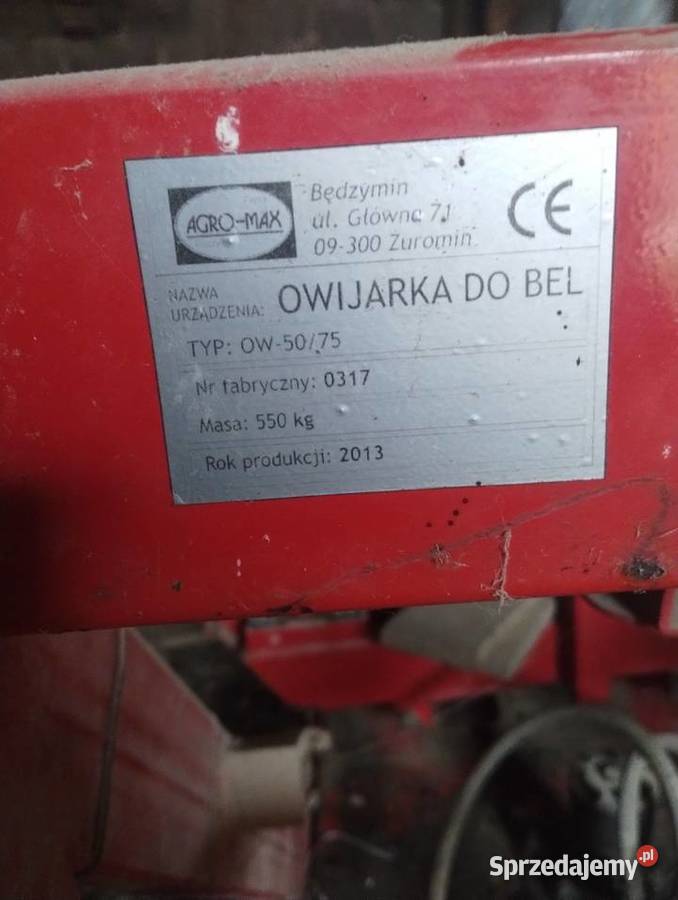 AGRO-MAX
Będzymin
ul. Główna 71
09-300 Żuromin
CE
NAZWA
URZĄDZENIA: OWIJARKA DO BEL
TYP: OW-50/75
Nr fabryczny: 0317
Masa: 550 kg
Rok produkcji: 2013
Sprzedajemy.pl